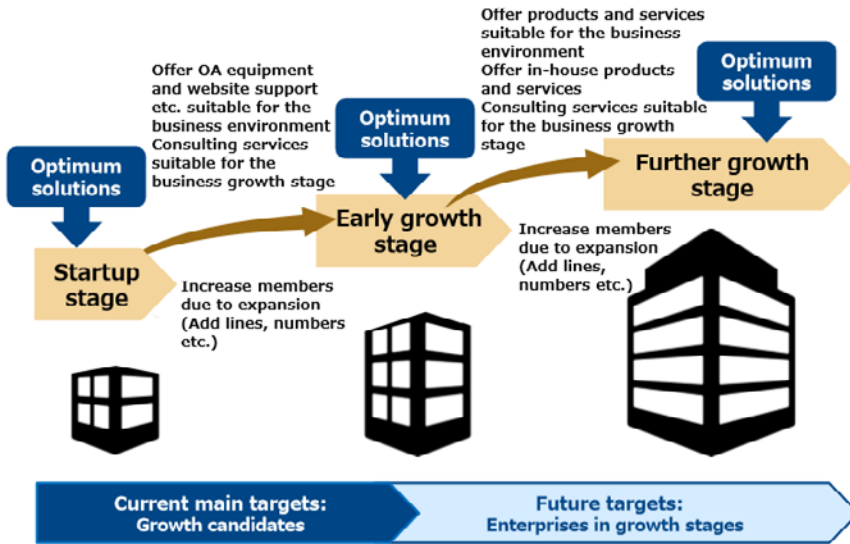 Offer OA equipment
and website support
etc. suitable for the
business environment
Consulting services
suitable for the
business growth stage
Offer products and services
suitable for the business
environment
Offer in-house products
and services
Consulting services suitable
for the business growth
stage
Optimum
solutions
Optimum
solutions
Optimum
solutions
Startup
stage
Early growth
stage
Further growth
stage
Increase members
due to expansion
(Add lines, numbers
etc.)
Increase members
due to expansion
(Add lines,
numbers etc.)
Current main targets:
Growth candidates
Future targets:
Enterprises in growth stages